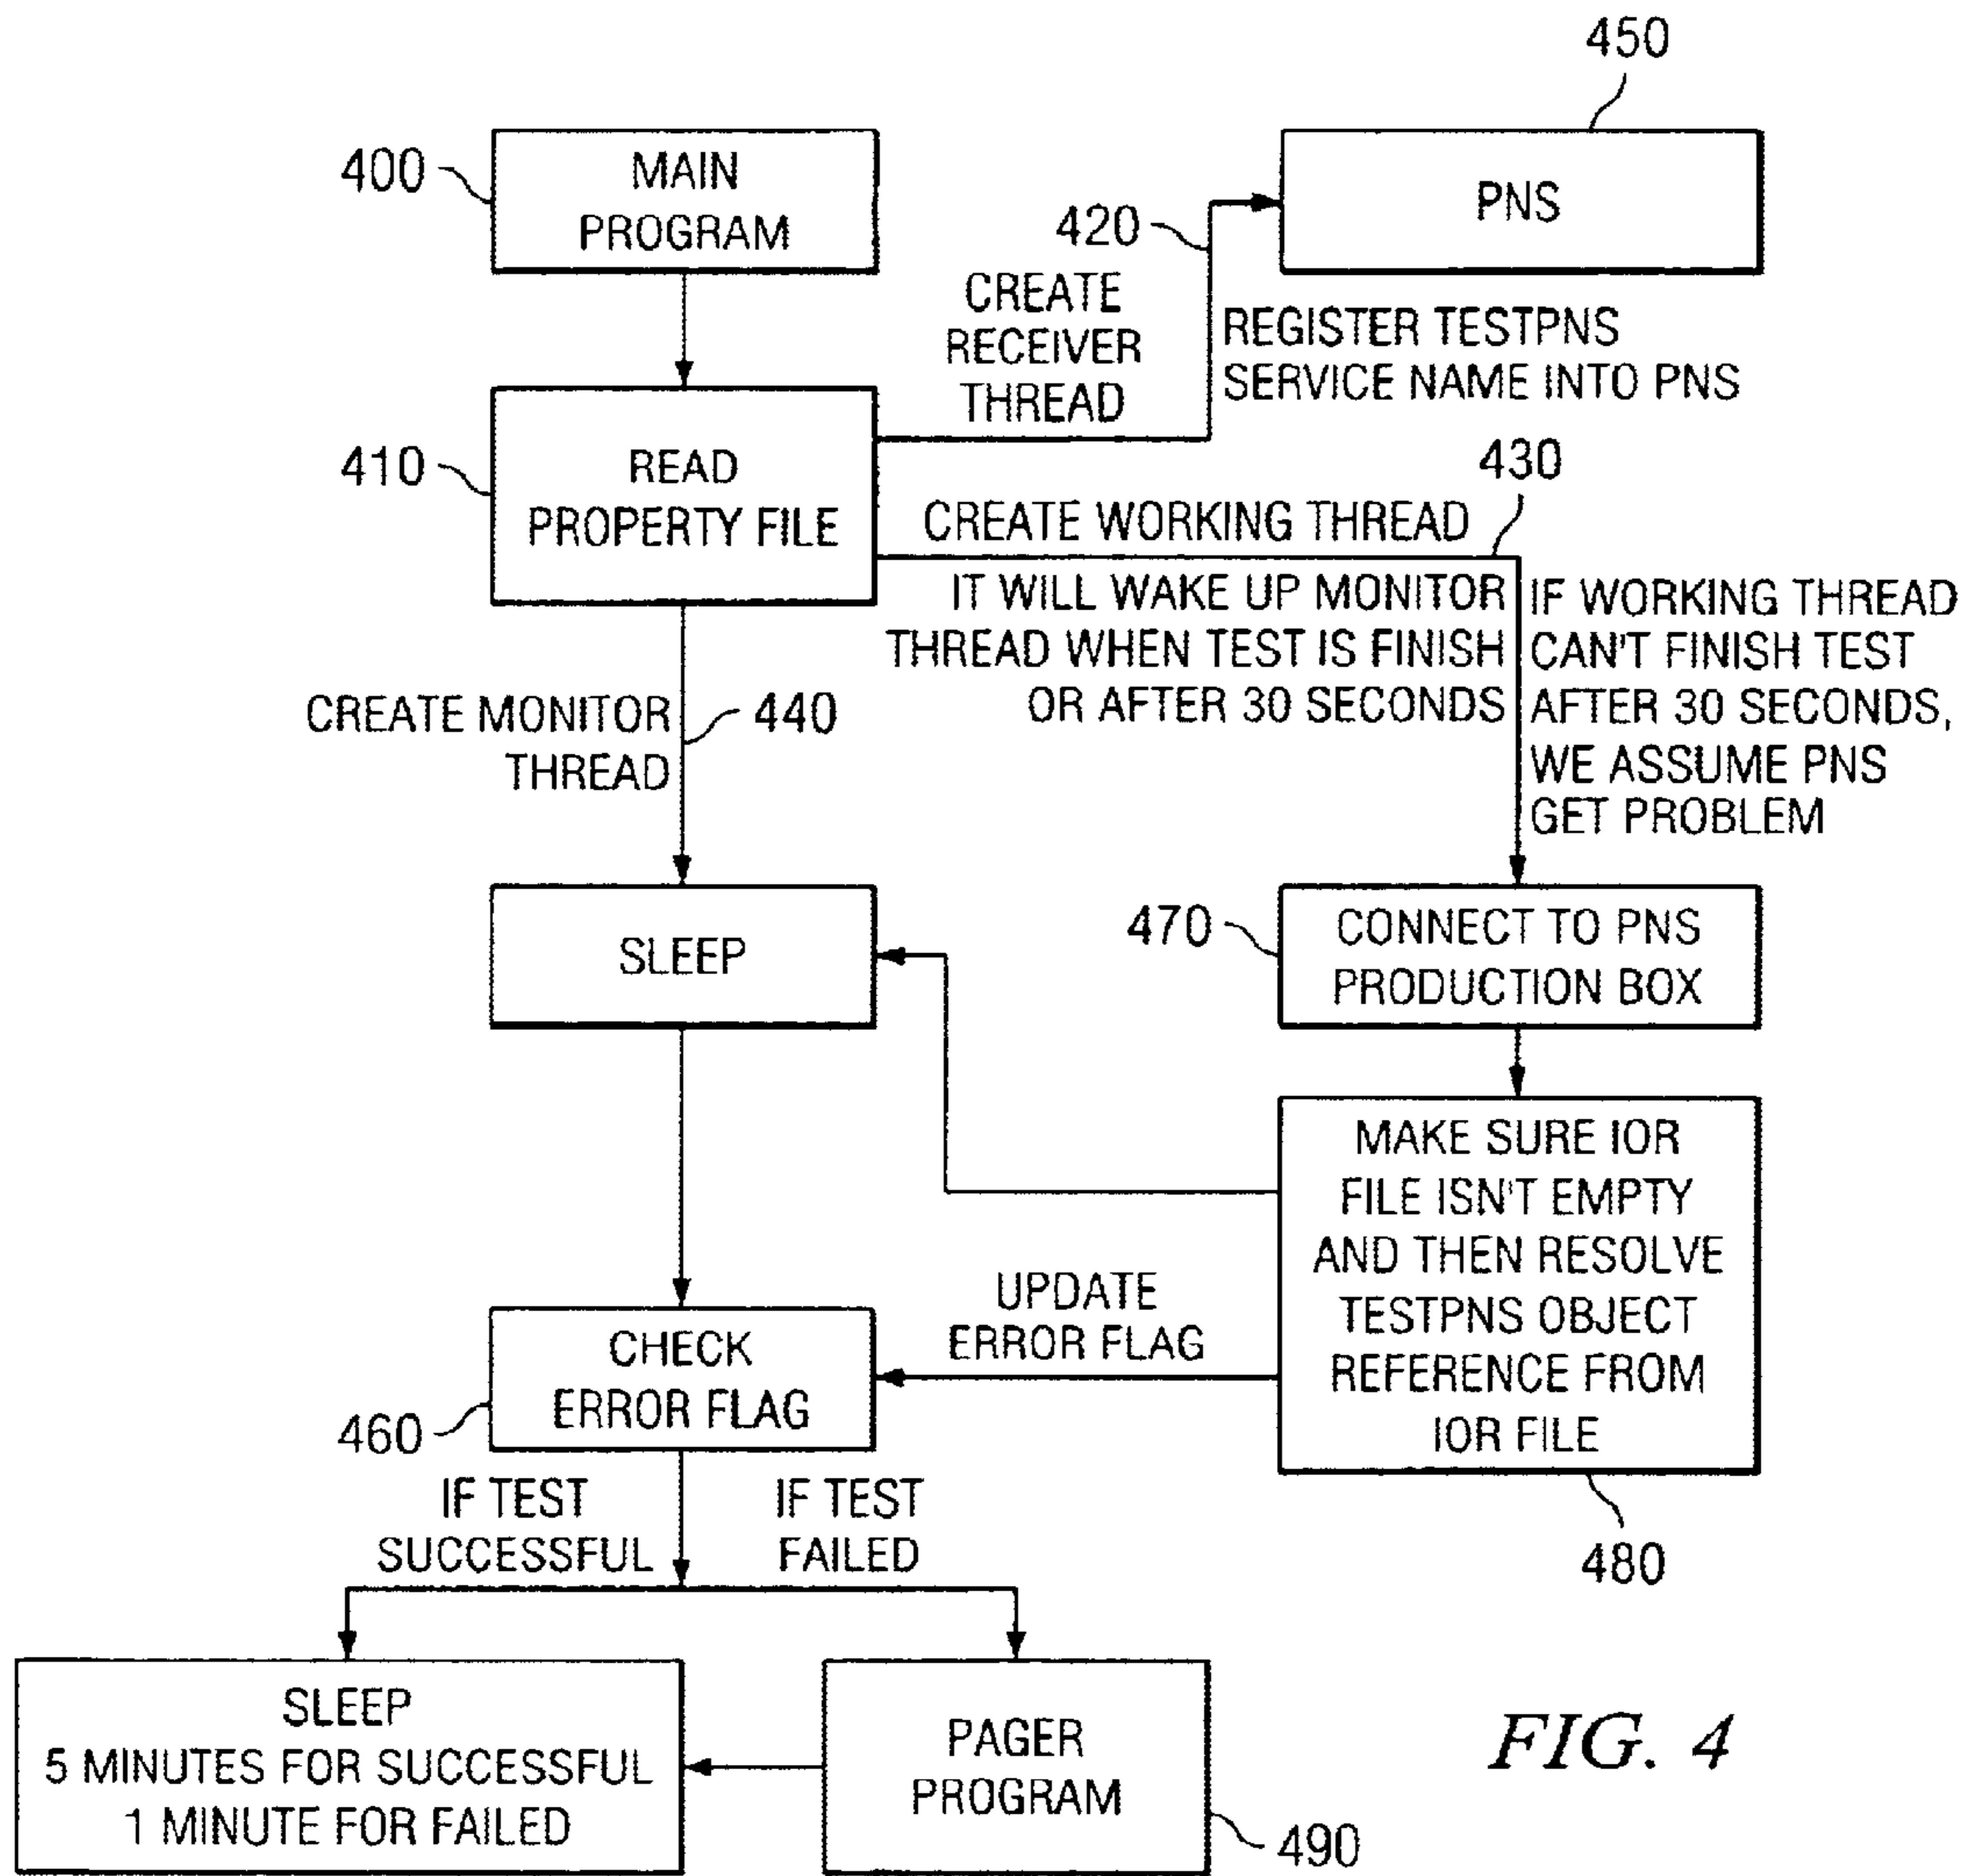 450
400
MAIN
PROGRAM
420
PNS
CREATE
RECEIVER
THREAD
REGISTER TESTPNS
SERVICE NAME INTO PNS
410
READ
PROPERTY FILE
430
CREATE WORKING THREAD
IT WILL WAKE UP MONITOR
THREAD WHEN TEST IS FINISH
OR AFTER 30 SECONDS
IF WORKING THREAD
CAN'T FINISH TEST
AFTER 30 SECONDS,
WE ASSUME PNS
GET PROBLEM
CREATE MONITOR
THREAD
440
SLEEP
470
CONNECT TO PNS
PRODUCTION BOX
MAKE SURE IOR
FILE ISN'T EMPTY
AND THEN RESOLVE
TESTPNS OBJECT
REFERENCE FROM
IOR FILE
480
UPDATE
ERROR FLAG
CHECK
ERROR FLAG
460
IF TEST
SUCCESSFUL
IF TEST
FAILED
SLEEP
5 MINUTES FOR SUCCESSFUL
1 MINUTE FOR FAILED
PAGER
PROGRAM
490
FIG. 4